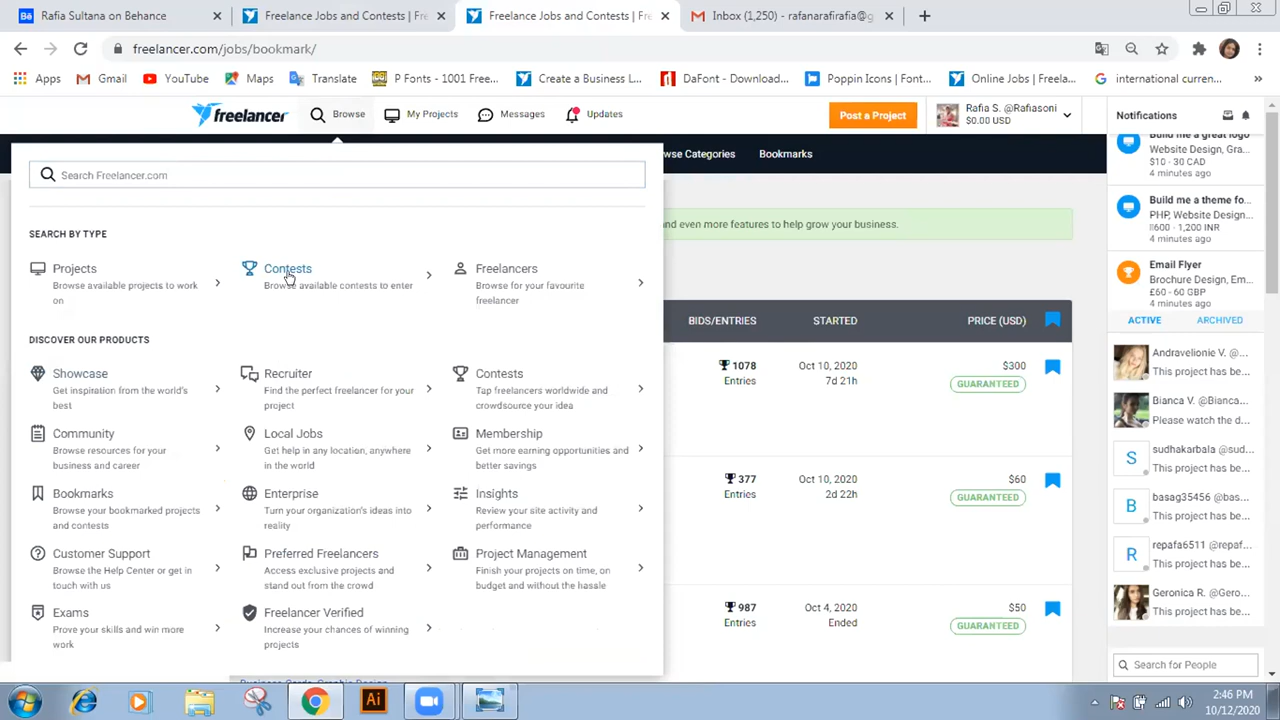 Bē Rafia Sultana on Behance
Freelance Jobs and Contests | Fre
Freelance Jobs and Contests | Fre
Inbox (1,250) - rafanarafirafia@g
freelancer.com/jobs/bookmark/
Apps
Gmail
YouTube
Maps
Translate
P Fonts - 1001 Free...
Create a Business L...
DaFont - Download...
Poppin Icons | Font...
Online Jobs | Freela...
international curren...
freelancer
Browse
My Projects
Messages
Updates
Post a Project
Rafia S. @Rafiasoni
$0.00 USD
wse Categories
Bookmarks
Search Freelancer.com
and even more features to help grow your business.
SEARCH BY TYPE
Projects
Browse available projects to work
on
Contests
Browse available contests to enter
Freelancers
Browse for your favourite
freelancer
DISCOVER OUR PRODUCTS
Showcase
Get inspiration from the world's
best
Recruiter
Find the perfect freelancer for your
project
Contests
Tap freelancers worldwide and
crowdsource your idea
Community
Browse resources for your
business and career
Local Jobs
Get help in any location, anywhere
in the world
Membership
Get more earning opportunities and
better savings
Bookmarks
Browse your bookmarked projects
and contests
Enterprise
Turn your organization's ideas into
reality
Insights
Review your site activity and
performance
Customer Support
Browse the Help Center or get in
touch with us
Preferred Freelancers
Access exclusive projects and
stand out from the crowd
Project Management
Finish your projects on time, on
budget and without the hassle
Exams
Prove your skills and win more
work
Freelancer Verified
Increase your chances of winning
projects
BIDS/ENTRIES
STARTED
PRICE (USD)
1078
Entries
Oct 10, 2020
7d 21h
$300
GUARANTEED
377
Entries
Oct 10, 2020
2d 22h
$60
GUARANTEED
987
Entries
Oct 4, 2020
Ended
$50
GUARANTEED
Business Cards, Graphic Design
Notifications
Build me a great logo
Website Design, Gra...
$10 - 30 CAD
4 minutes ago
Build me a theme fo...
PHP, Website Design...
600 - 1,200 INR
4 minutes ago
Email Flyer
Brochure Design, Em...
£60 - 60 GBP
4 minutes ago
ACTIVE
ARCHIVED
Andravelionie V. @...
This project has be...
Bianca V. @Bianca...
Please watch the d...
S
sudhakarbala @sud...
This project has be...
B
basag35456 @bas...
This project has be...
R
repafa6511 @repaf...
This project has be...
Geronica R. @Gero...
This project has be...
Search for People
Ai
2:46 PM
10/12/2020